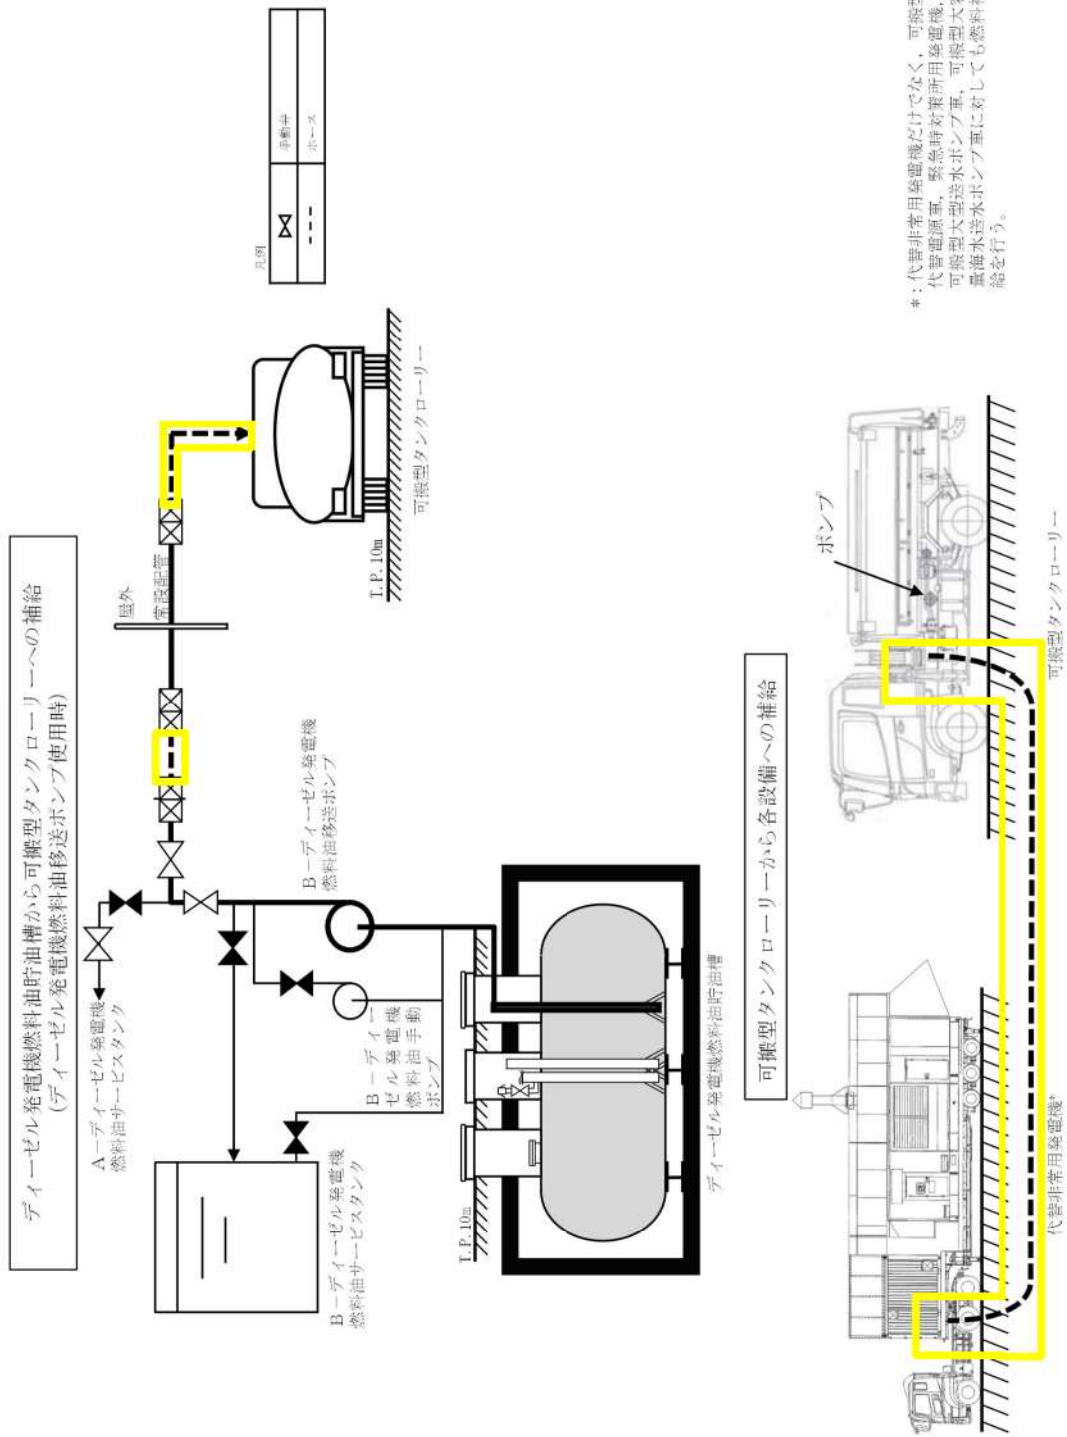 ディーゼル発電機燃料油貯油槽から可搬型タンクローリーへの補給
(ディーゼル発電機燃料油移送ポンプ使用時)
A－ディーゼル発電機
燃料油サービスタンク
B－ディーゼル発電機
燃料油サービスタンク
B－ディー
ゼル発電機
燃料油手動
ポンプ
B－ディーゼル発電機
燃料油移送ポンプ
屋外
常設配管
T.P.10m
可搬型タンクローリー
T.P.10m
ディーゼル発電機燃料油貯油槽
凡例
手動弁
ホース
可搬型タンクローリーから各設備への補給
ポンプ
代替非常用発電機*
可搬型タンクローリー
*：代替非常用発電機だけでなく，可搬型
代替電源車，緊急時対策所用発電機，
可搬型大型送水ポンプ車，可搬型大容
量海水送水ポンプ車に対しても燃料補
給を行う。